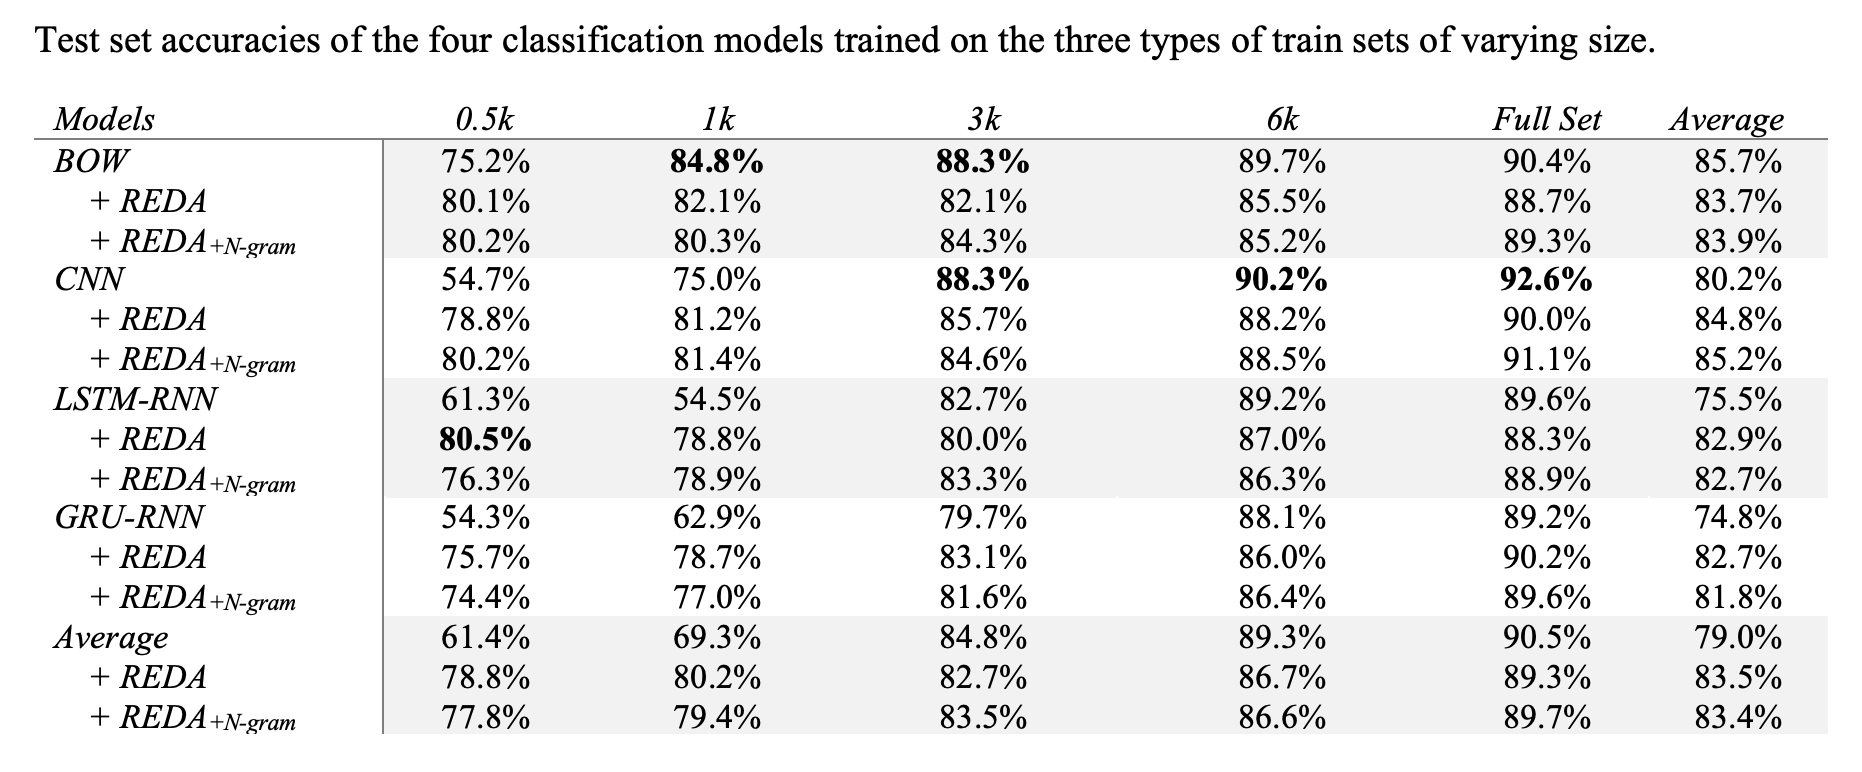 Test set accuracies of the four classification models trained on the three types of train sets of varying size.
Models 0.5k 1k 3k 6k Full Set Average
BOW 75.2% 84.8% 88.3% 89.7% 90.4% 85.7%
+ REDA 80.1% 82.1% 82.1% 85.5% 88.7% 83.7%
+ REDA+N-gram 80.2% 80.3% 84.3% 85.2% 89.3% 83.9%
CNN 54.7% 75.0% 88.3% 90.2% 92.6% 80.2%
+ REDA 78.8% 81.2% 85.7% 88.2% 90.0% 84.8%
+ REDA+N-gram 80.2% 81.4% 84.6% 88.5% 91.1% 85.2%
LSTM-RNN 61.3% 54.5% 82.7% 89.2% 89.6% 75.5%
+ REDA 80.5% 78.8% 80.0% 87.0% 88.3% 82.9%
+ REDA+N-gram 76.3% 78.9% 83.3% 86.3% 88.9% 82.7%
GRU-RNN 54.3% 62.9% 79.7% 88.1% 89.2% 74.8%
+ REDA 75.7% 78.7% 83.1% 86.0% 90.2% 82.7%
+ REDA+N-gram 74.4% 77.0% 81.6% 86.4% 89.6% 81.8%
Average 61.4% 69.3% 84.8% 89.3% 90.5% 79.0%
+ REDA 78.8% 80.2% 82.7% 86.7% 89.3% 83.5%
+ REDA+N-gram 77.8% 79.4% 83.5% 86.6% 89.7% 83.4%